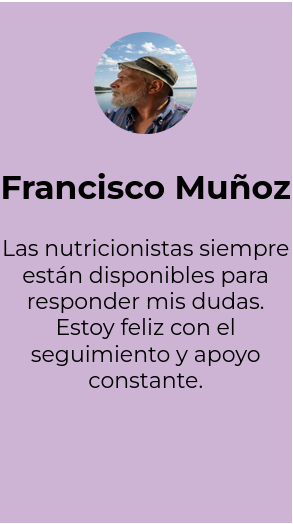 Francisco Muñoz
Las nutricionistas siempre
están disponibles para
responder mis dudas.
Estoy feliz con el
seguimiento y apoyo
constante.